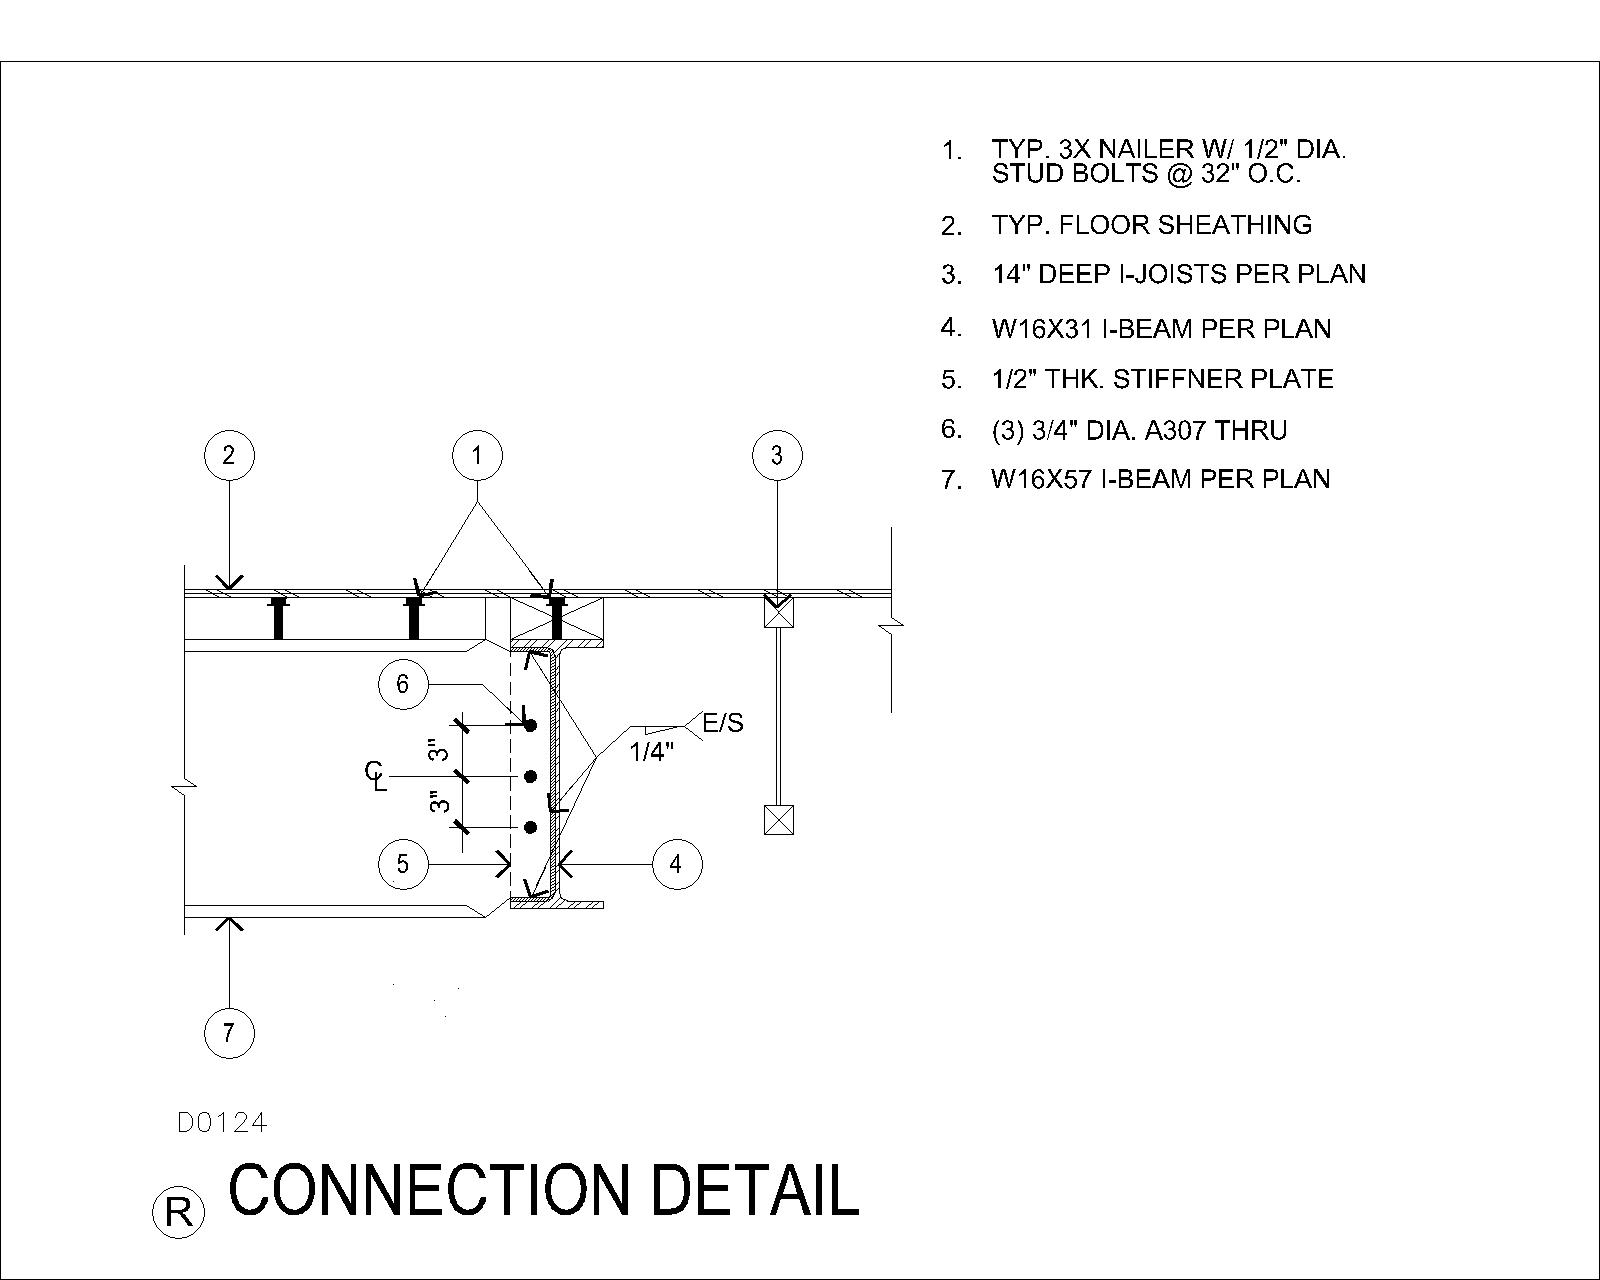 1. TYP. 3X NAILER W/ 1/2" DIA.
STUD BOLTS @ 32" O.C.
2. TYP. FLOOR SHEATHING
3. 14" DEEP I-JOISTS PER PLAN
4. W16X31 I-BEAM PER PLAN
5. 1/2" THK. STIFFNER PLATE
6. (3) 3/4" DIA. A307 THRU
7. W16X57 I-BEAM PER PLAN
2
1
3
6
E/S
1/4"
3"
CL
3"
5
4
7
D0124
R CONNECTION DETAIL